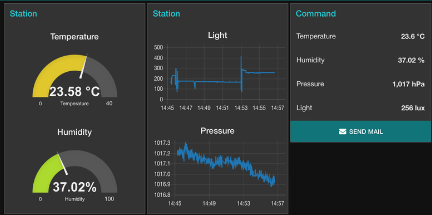 Station
Temperature
23.58 °C
0 Temperature 40
Humidity
37.02%
0 Humidity 100
Station
Light
500
400
300
200
100
0
14:45 14:47 14:49 14:51 14:53 14:55 14:57
Pressure
1017.3
1017.2
1017.1
1017.0
1016.9
1016.8
14:45 14:49 14:53 14:57
Command
Temperature 23.6 °C
Humidity 37.02 %
Pressure 1,017 hPa
Light 256 lux
SEND MAIL